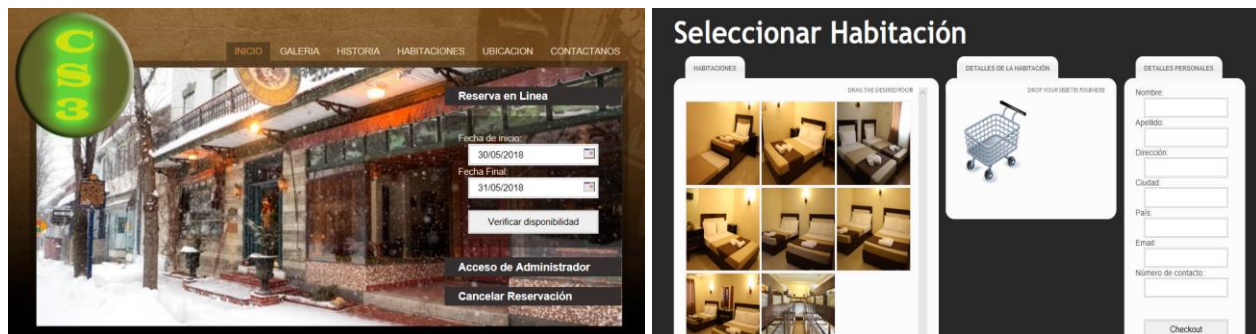 CS3
INICIO GALERIA HISTORIA HABITACIONES UBICACION CONTACTANOS
Reserva en Linea
Fecha de inicio:
30/05/2018
Fecha Final:
31/05/2018
Verificar disponibilidad
Acceso de Administrador
Cancelar Reservación
Seleccionar Habitación
HABITACIONES
DRAG THE DESIRED ROOM
DETALLES DE LA HABITACIÓN
DROP YOUR
DETALLES PERSONALES
Nombre:
Apellido:
Dirección:
Ciudad:
País:
Email:
Número de contacto:
Checkout